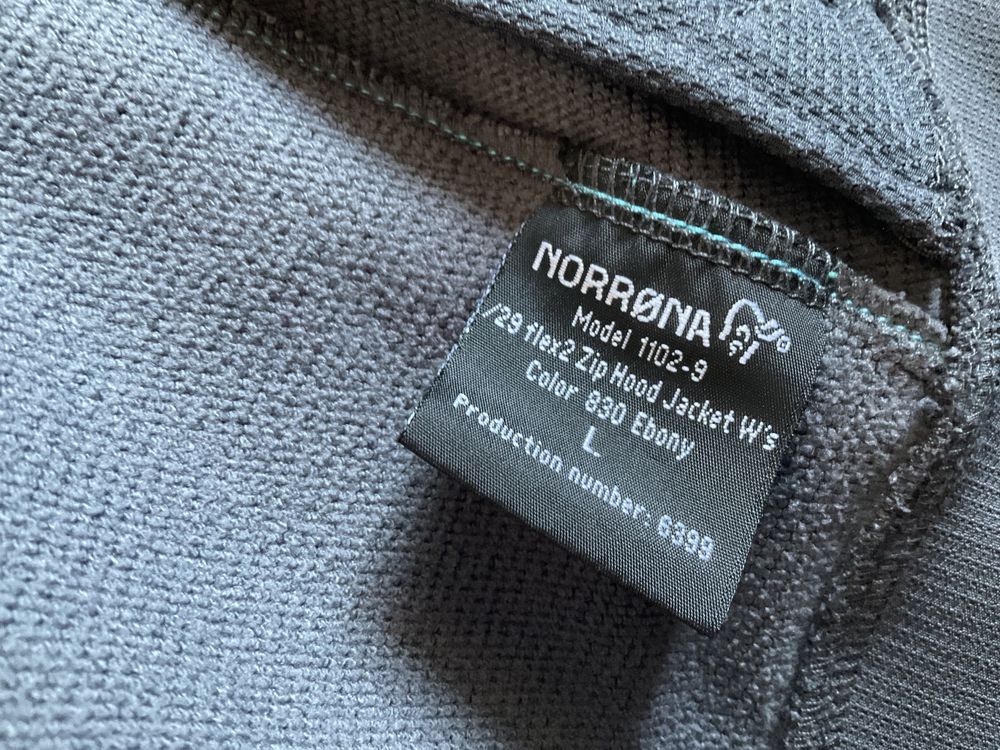 NORRØNA
Model 1102-9
/29 flex2 Zip Hood Jacket W's
Color 830 Ebony
L
Production number: 6399